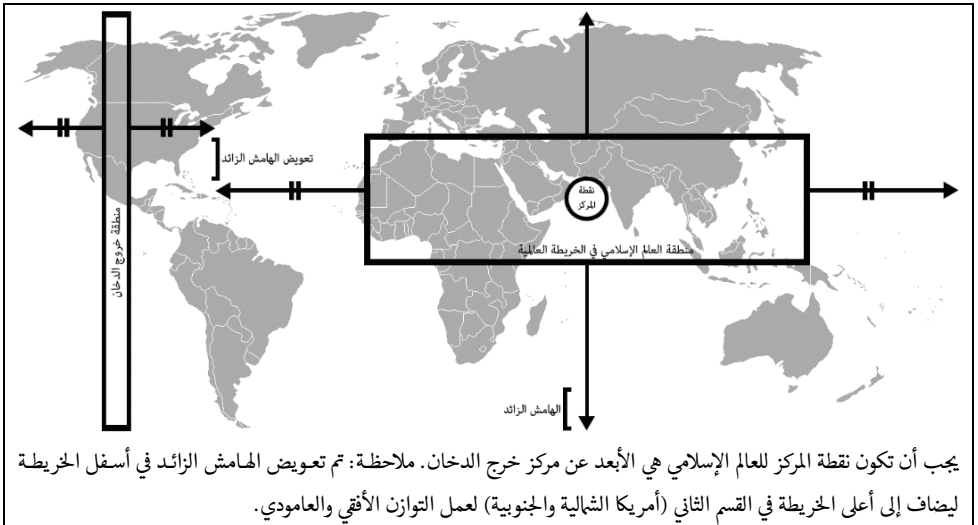 تعويض الهامش الزائد
نقطة
المركز
منطقة خروج الدخان
منطقة العالم الإسلامي في الخريطة العالمية
الهامش الزائد
يجب أن تكون نقطة المركز للعالم الإسلامي هي الأبعد عن مركز خرج الدخان. ملاحظة: تم تعويض الهامش الزائد في أسفل الخريطة
ليضاف إلى أعلى الخريطة في القسم الثاني (أمريكا الشمالية والجنوبية) لعمل التوازن الأفقي والعامودي.